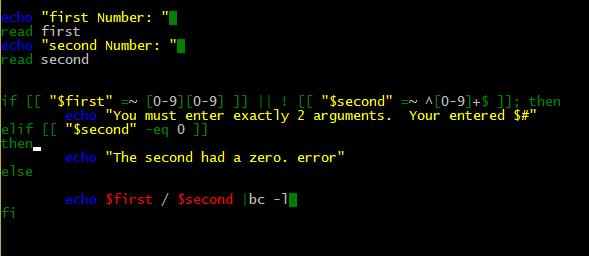 echo "first Number: "
read first
echo "second Number: "
read second
if [[ "$first" =~ [0-9][0-9] ]] || ! [[ "$second" =~ ^[0-9]+$ ]]; then
echo "You must enter exactly 2 arguments.  Your entered $#"
elif [[ "$second" -eq 0 ]]
then
echo "The second had a zero. error"
else
echo $first / $second |bc -l
fi